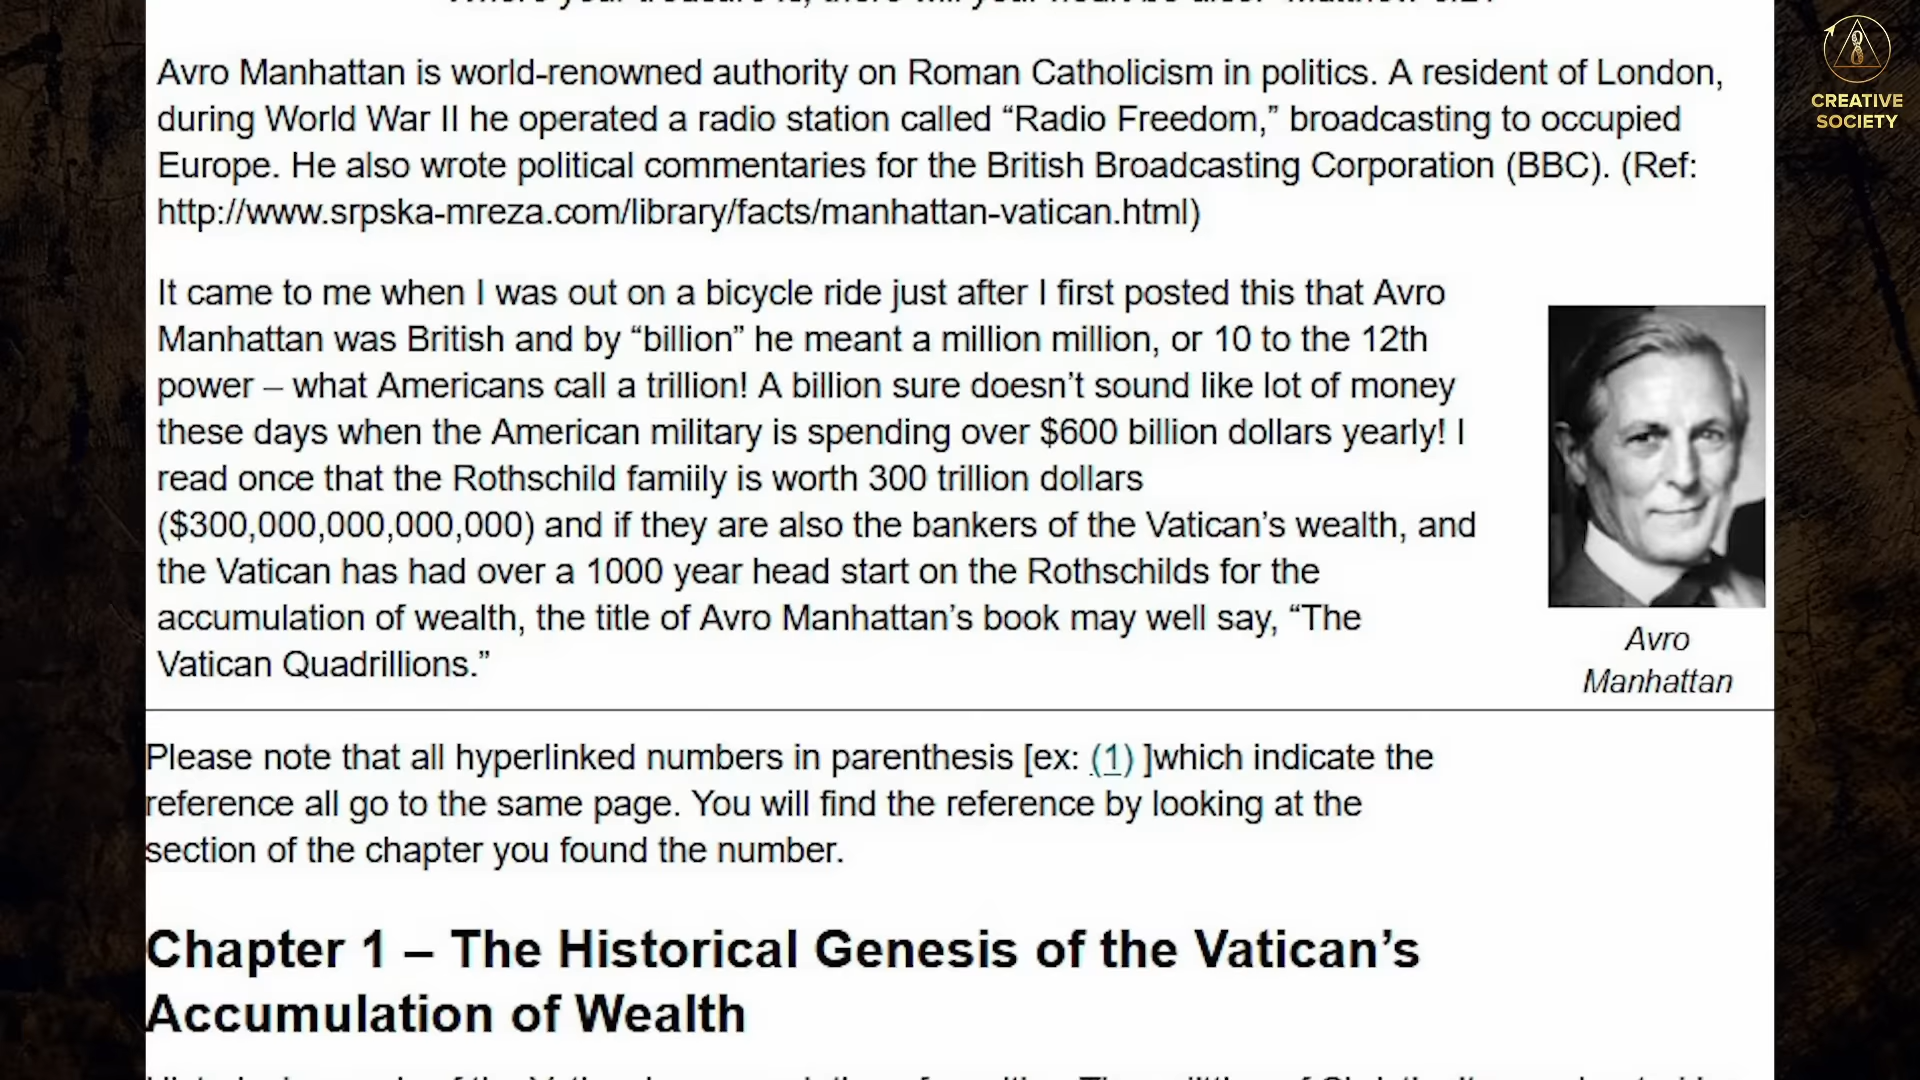 Avro Manhattan is world-renowned authority on Roman Catholicism in politics. A resident of London,
during World War II he operated a radio station called “Radio Freedom,” broadcasting to occupied
Europe. He also wrote political commentaries for the British Broadcasting Corporation (BBC). (Ref:
http://www.srpska-mreza.com/library/facts/manhattan-vatican.html)
It came to me when I was out on a bicycle ride just after I first posted this that Avro
Manhattan was British and by “billion” he meant a million million, or 10 to the 12th
power – what Americans call a trillion! A billion sure doesn’t sound like lot of money
these days when the American military is spending over $600 billion dollars yearly! I
read once that the Rothschild famiily is worth 300 trillion dollars
($300,000,000,000,000) and if they are also the bankers of the Vatican’s wealth, and
the Vatican has had over a 1000 year head start on the Rothschilds for the
accumulation of wealth, the title of Avro Manhattan’s book may well say, “The
Vatican Quadrillions.”
Avro
Manhattan
Please note that all hyperlinked numbers in parenthesis [ex: (1) ]which indicate the
reference all go to the same page. You will find the reference by looking at the
section of the chapter you found the number.
Chapter 1 – The Historical Genesis of the Vatican’s
Accumulation of Wealth
CREATIVE
SOCIETY